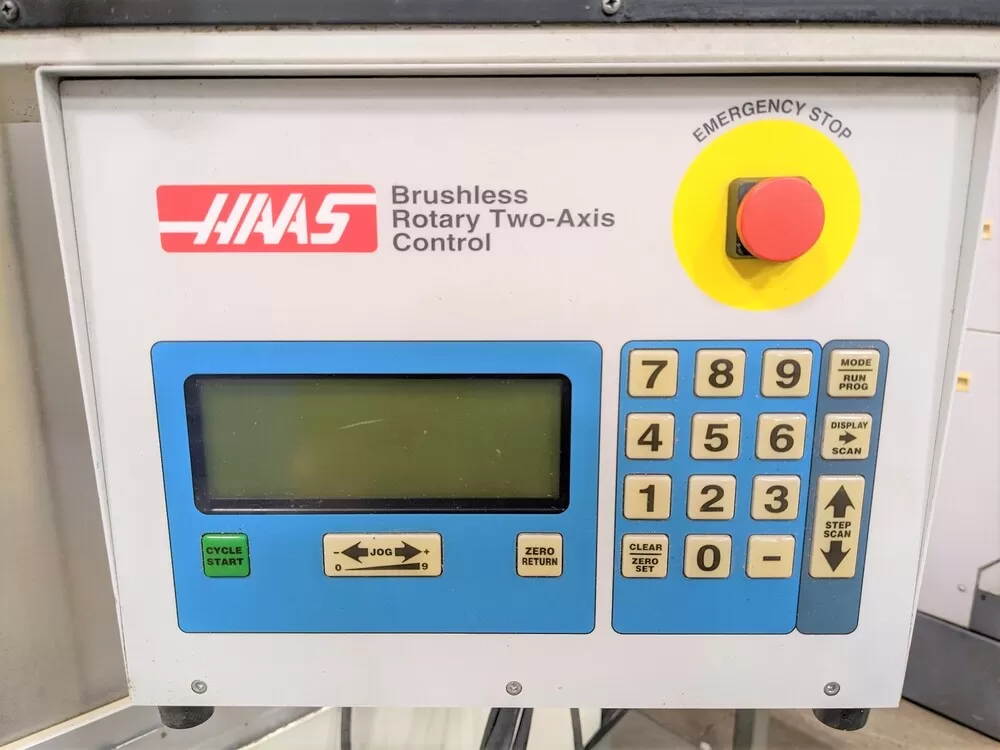 EMERGENCY STOP
HAAS
Brushless
Rotary Two-Axis
Control
7 8 9
MODE
RUN
PROG
4 5 6
DISPLAY
SCAN
1 2 3
STEP
SCAN
CYCLE
START
- JOG +
0 9
ZERO
RETURN
CLEAR
ZERO
SET
0 -